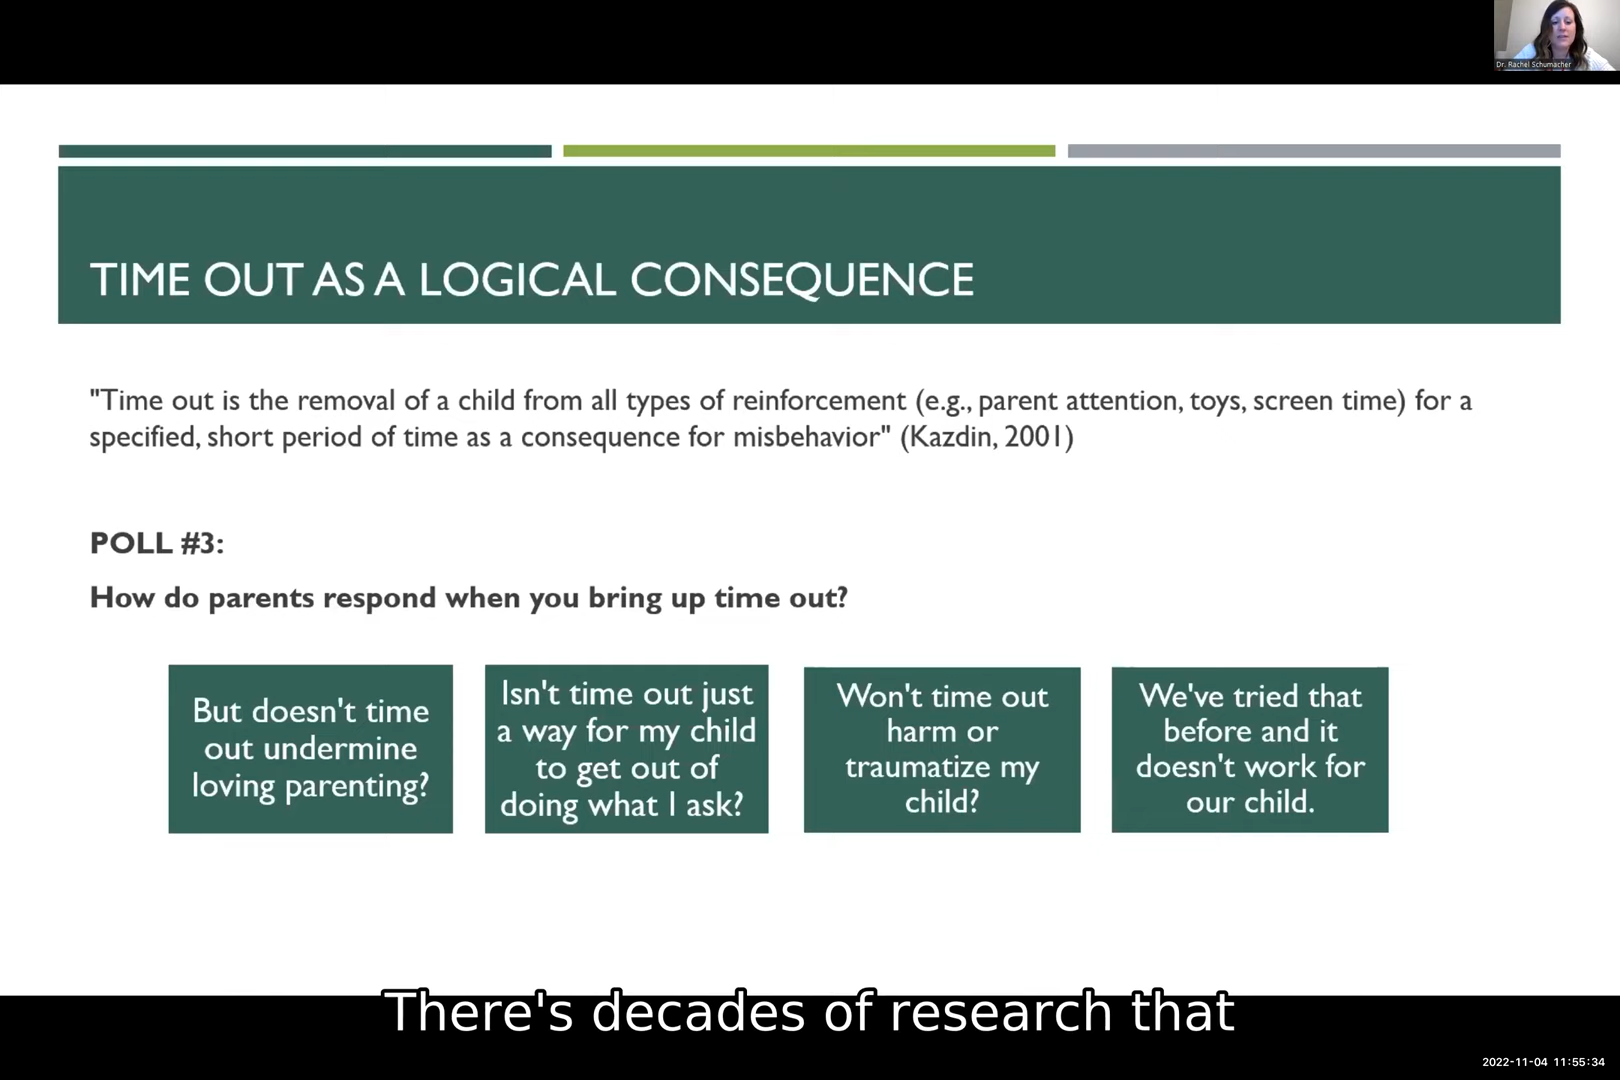 Dr. Rachel Schumacher
TIME OUT AS A LOGICAL CONSEQUENCE
"Time out is the removal of a child from all types of reinforcement (e.g., parent attention, toys, screen time) for a
specified, short period of time as a consequence for misbehavior" (Kazdin, 2001)
POLL #3:
How do parents respond when you bring up time out?
But doesn't time
out undermine
loving parenting?
Isn't time out just
a way for my child
to get out of
doing what I ask?
Won't time out
harm or
traumatize my
child?
We've tried that
before and it
doesn't work for
our child.
There's decades of research that
2022-11-04 11:55:34